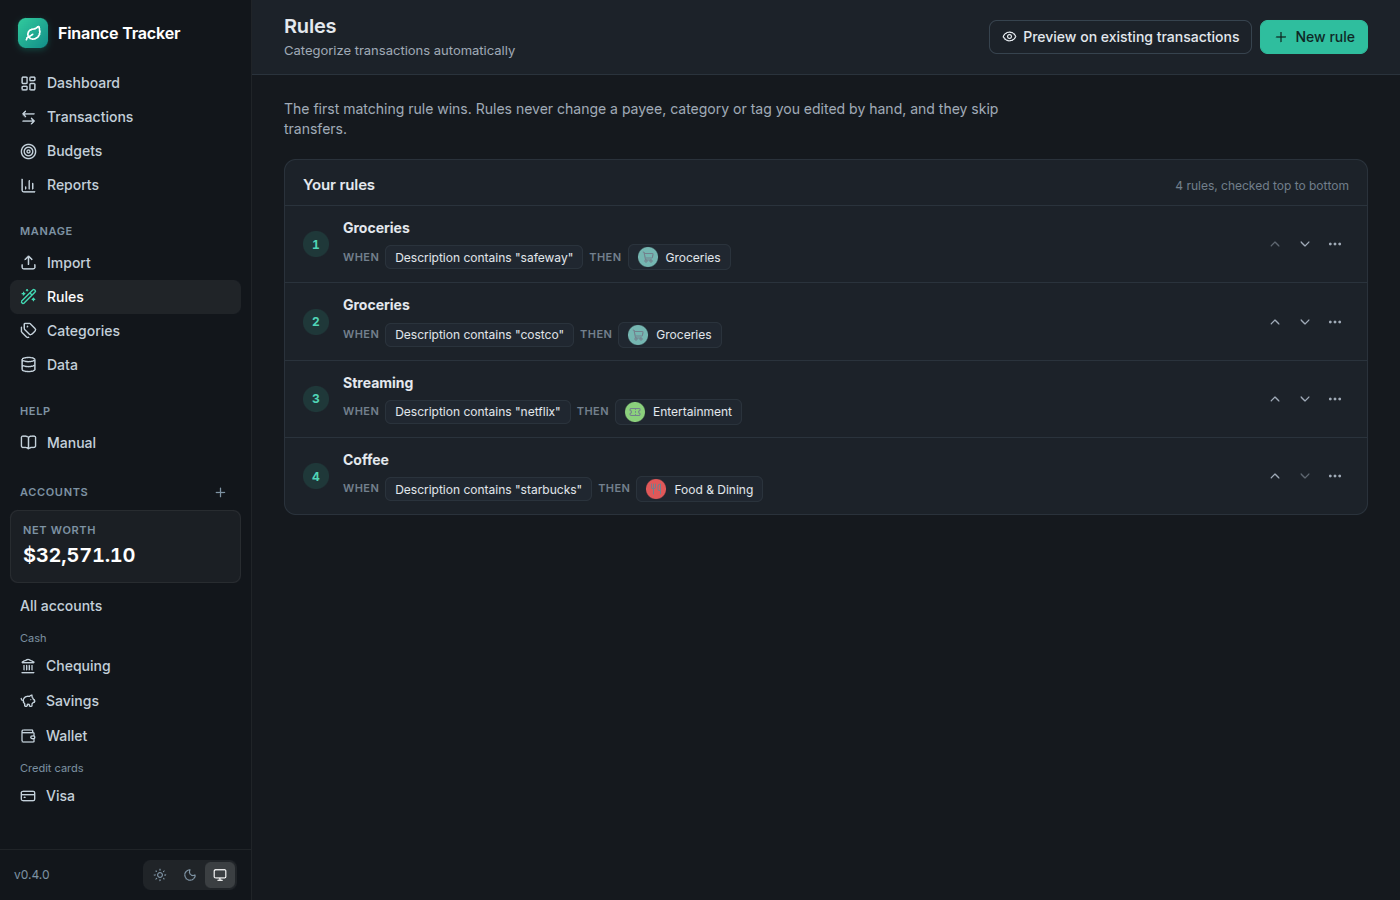 Finance Tracker
Dashboard
Transactions
Budgets
Reports
MANAGE
Import
Rules
Categories
Data
HELP
Manual
ACCOUNTS
NET WORTH
$32,571.10
All accounts
Cash
Chequing
Savings
Wallet
Credit cards
Visa
v0.4.0
Rules
Categorize transactions automatically
Preview on existing transactions
New rule
The first matching rule wins. Rules never change a payee, category or tag you edited by hand, and they skip
transfers.
Your rules
4 rules, checked top to bottom
1
Groceries
WHEN Description contains "safeway" THEN Groceries
2
Groceries
WHEN Description contains "costco" THEN Groceries
3
Streaming
WHEN Description contains "netflix" THEN Entertainment
4
Coffee
WHEN Description contains "starbucks" THEN Food & Dining